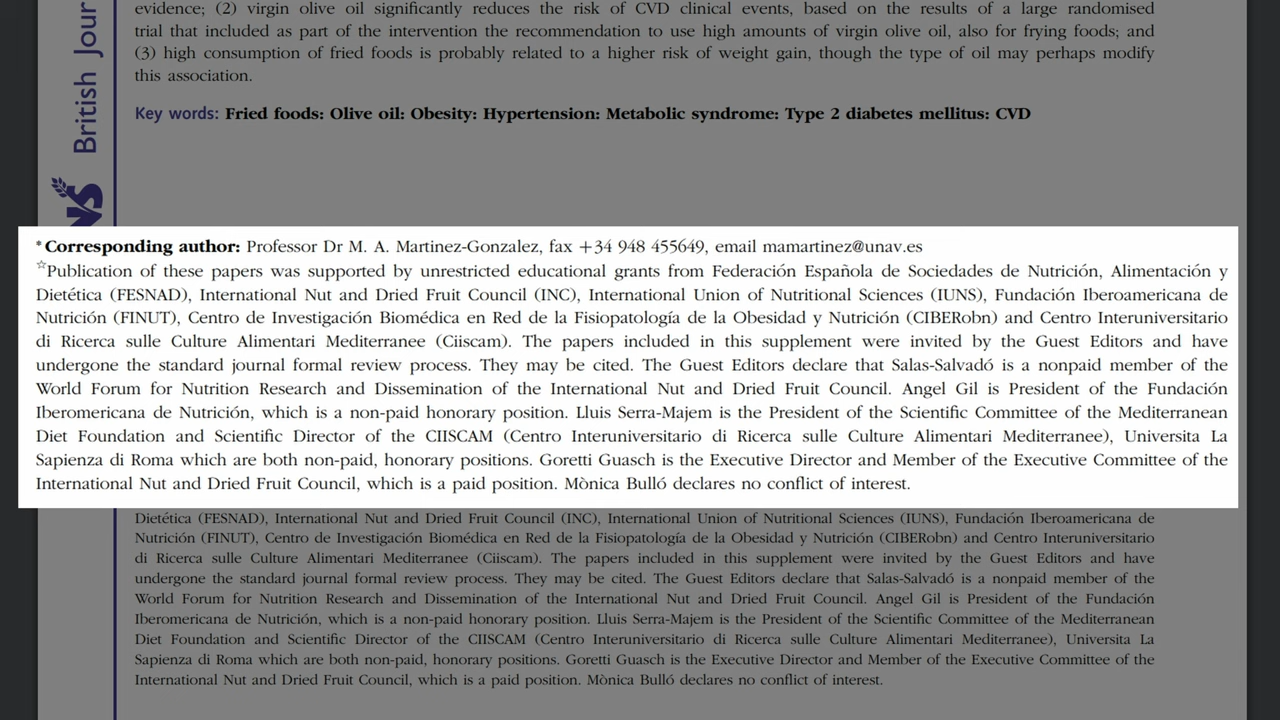 evidence; (2) virgin olive oil significantly reduces the risk of CVD clinical events, based on the results of a large randomised
trial that included as part of the intervention the recommendation to use high amounts of virgin olive oil, also for frying foods; and
(3) high consumption of fried foods is probably related to a higher risk of weight gain, though the type of oil may perhaps modify
this association.
British Jour
Key words: Fried foods: Olive oil: Obesity: Hypertension: Metabolic syndrome: Type 2 diabetes mellitus: CVD
*Corresponding author: Professor Dr M. A. Martinez-Gonzalez, fax +34 948 455649, email mamartinez@unav.es
☆Publication of these papers was supported by unrestricted educational grants from Federación Española de Sociedades de Nutrición, Alimentación y
Dietética (FESNAD), International Nut and Dried Fruit Council (INC), International Union of Nutritional Sciences (IUNS), Fundación Iberoamericana de
Nutrición (FINUT), Centro de Investigación Biomédica en Red de la Fisiopatología de la Obesidad y Nutrición (CIBERobn) and Centro Interuniversitario
di Ricerca sulle Culture Alimentari Mediterranee (Ciiscam). The papers included in this supplement were invited by the Guest Editors and have
undergone the standard journal formal review process. They may be cited. The Guest Editors declare that Salas-Salvadó is a nonpaid member of the
World Forum for Nutrition Research and Dissemination of the International Nut and Dried Fruit Council. Angel Gil is President of the Fundación
Iberomericana de Nutrición, which is a non-paid honorary position. Lluis Serra-Majem is the President of the Scientific Committee of the Mediterranean
Diet Foundation and Scientific Director of the CIISCAM (Centro Interuniversitario di Ricerca sulle Culture Alimentari Mediterranee), Universita La
Sapienza di Roma which are both non-paid, honorary positions. Goretti Guasch is the Executive Director and Member of the Executive Committee of the
International Nut and Dried Fruit Council, which is a paid position. Mònica Bulló declares no conflict of interest.
Dietética (FESNAD), International Nut and Dried Fruit Council (INC), International Union of Nutritional Sciences (IUNS), Fundación Iberoamericana de
Nutrición (FINUT), Centro de Investigación Biomédica en Red de la Fisiopatología de la Obesidad y Nutrición (CIBERobn) and Centro Interuniversitario
di Ricerca sulle Culture Alimentari Mediterranee (Ciiscam). The papers included in this supplement were invited by the Guest Editors and have
undergone the standard journal formal review process. They may be cited. The Guest Editors declare that Salas-Salvadó is a nonpaid member of the
World Forum for Nutrition Research and Dissemination of the International Nut and Dried Fruit Council. Angel Gil is President of the Fundación
Iberomericana de Nutrición, which is a non-paid honorary position. Lluis Serra-Majem is the President of the Scientific Committee of the Mediterranean
Diet Foundation and Scientific Director of the CIISCAM (Centro Interuniversitario di Ricerca sulle Culture Alimentari Mediterranee), Universita La
Sapienza di Roma which are both non-paid, honorary positions. Goretti Guasch is the Executive Director and Member of the Executive Committee of the
International Nut and Dried Fruit Council, which is a paid position. Mònica Bulló declares no conflict of interest.